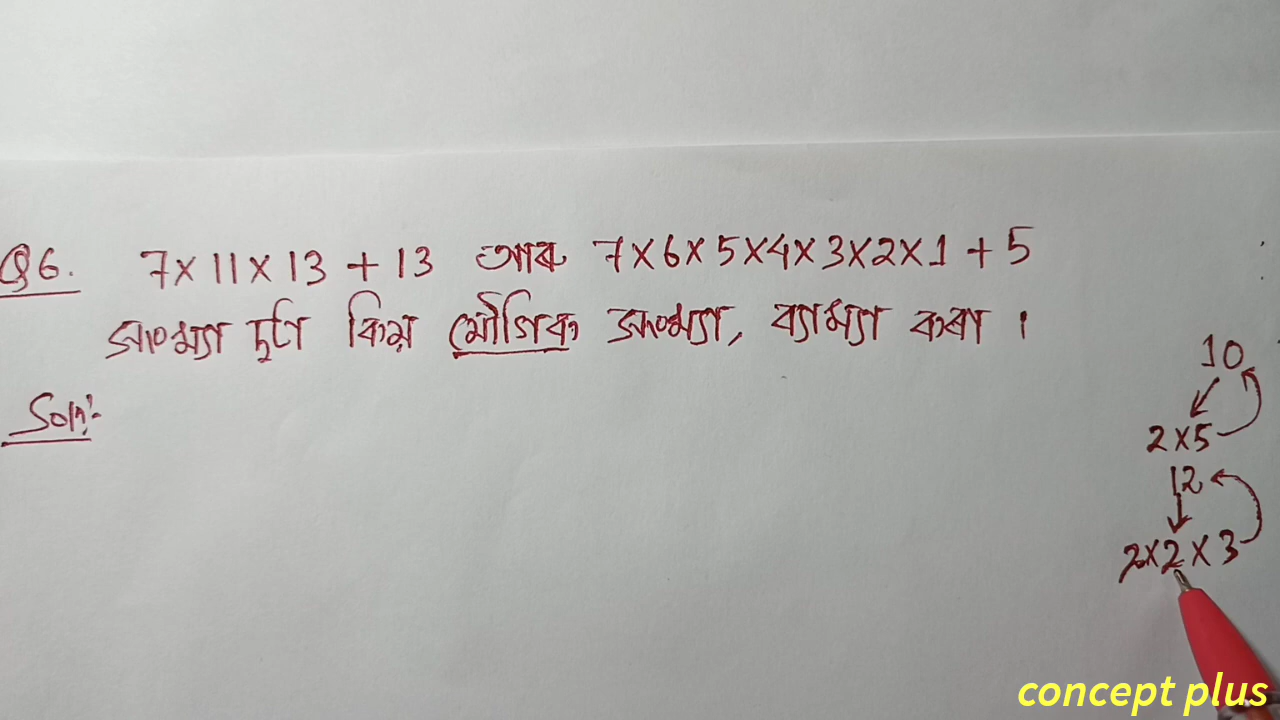 Q6. 7×11×13 + 13 আৰু 7×6×5×4×3×2×1 + 5
সংখ্যা দুটা কিয় যৌগিক সংখ্যা, ব্যাখ্যা কৰা ।
Soln:-
10
2×5
12
2×2×3
concept plus